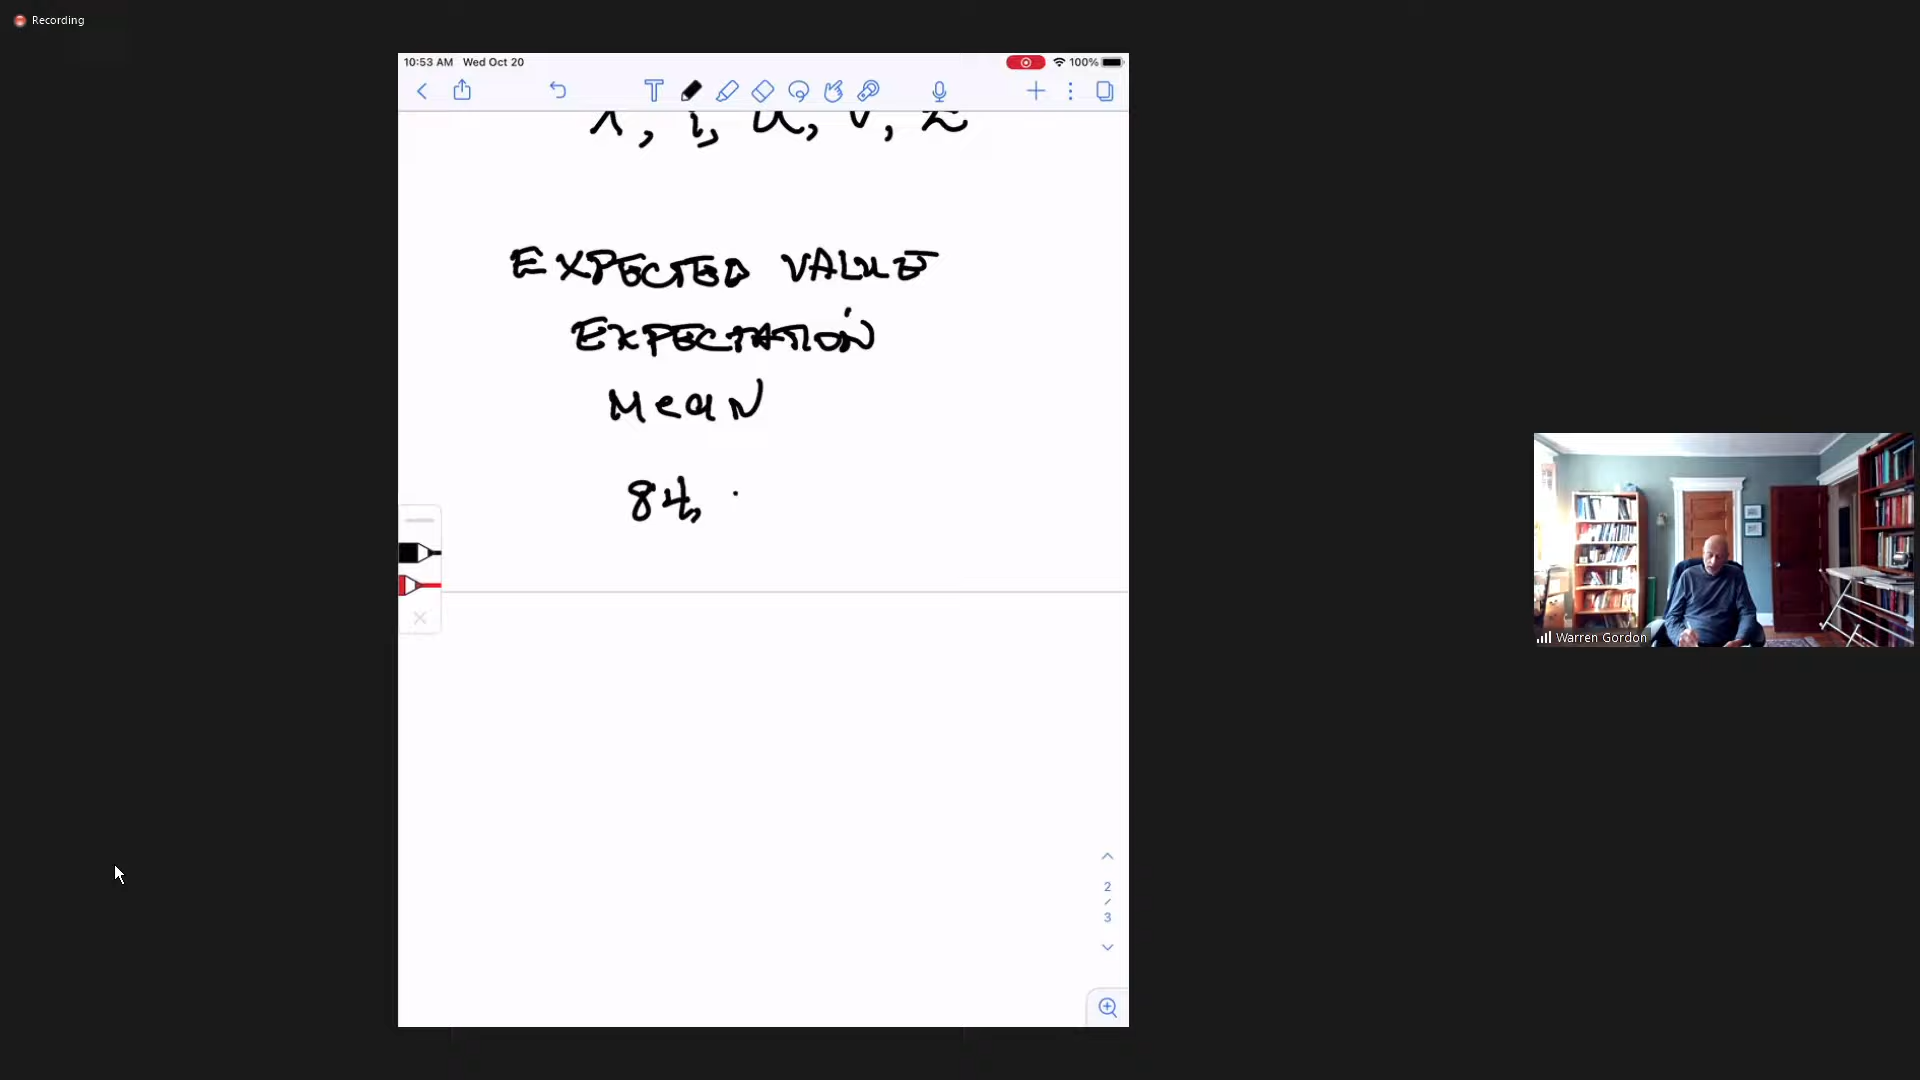 Recording
10:53 AM Wed Oct 20
100%
T
i, u, v, z
EXPECTED VALUE
EXPECTATION
MeaN
84,
Warren Gordon
2
/
3